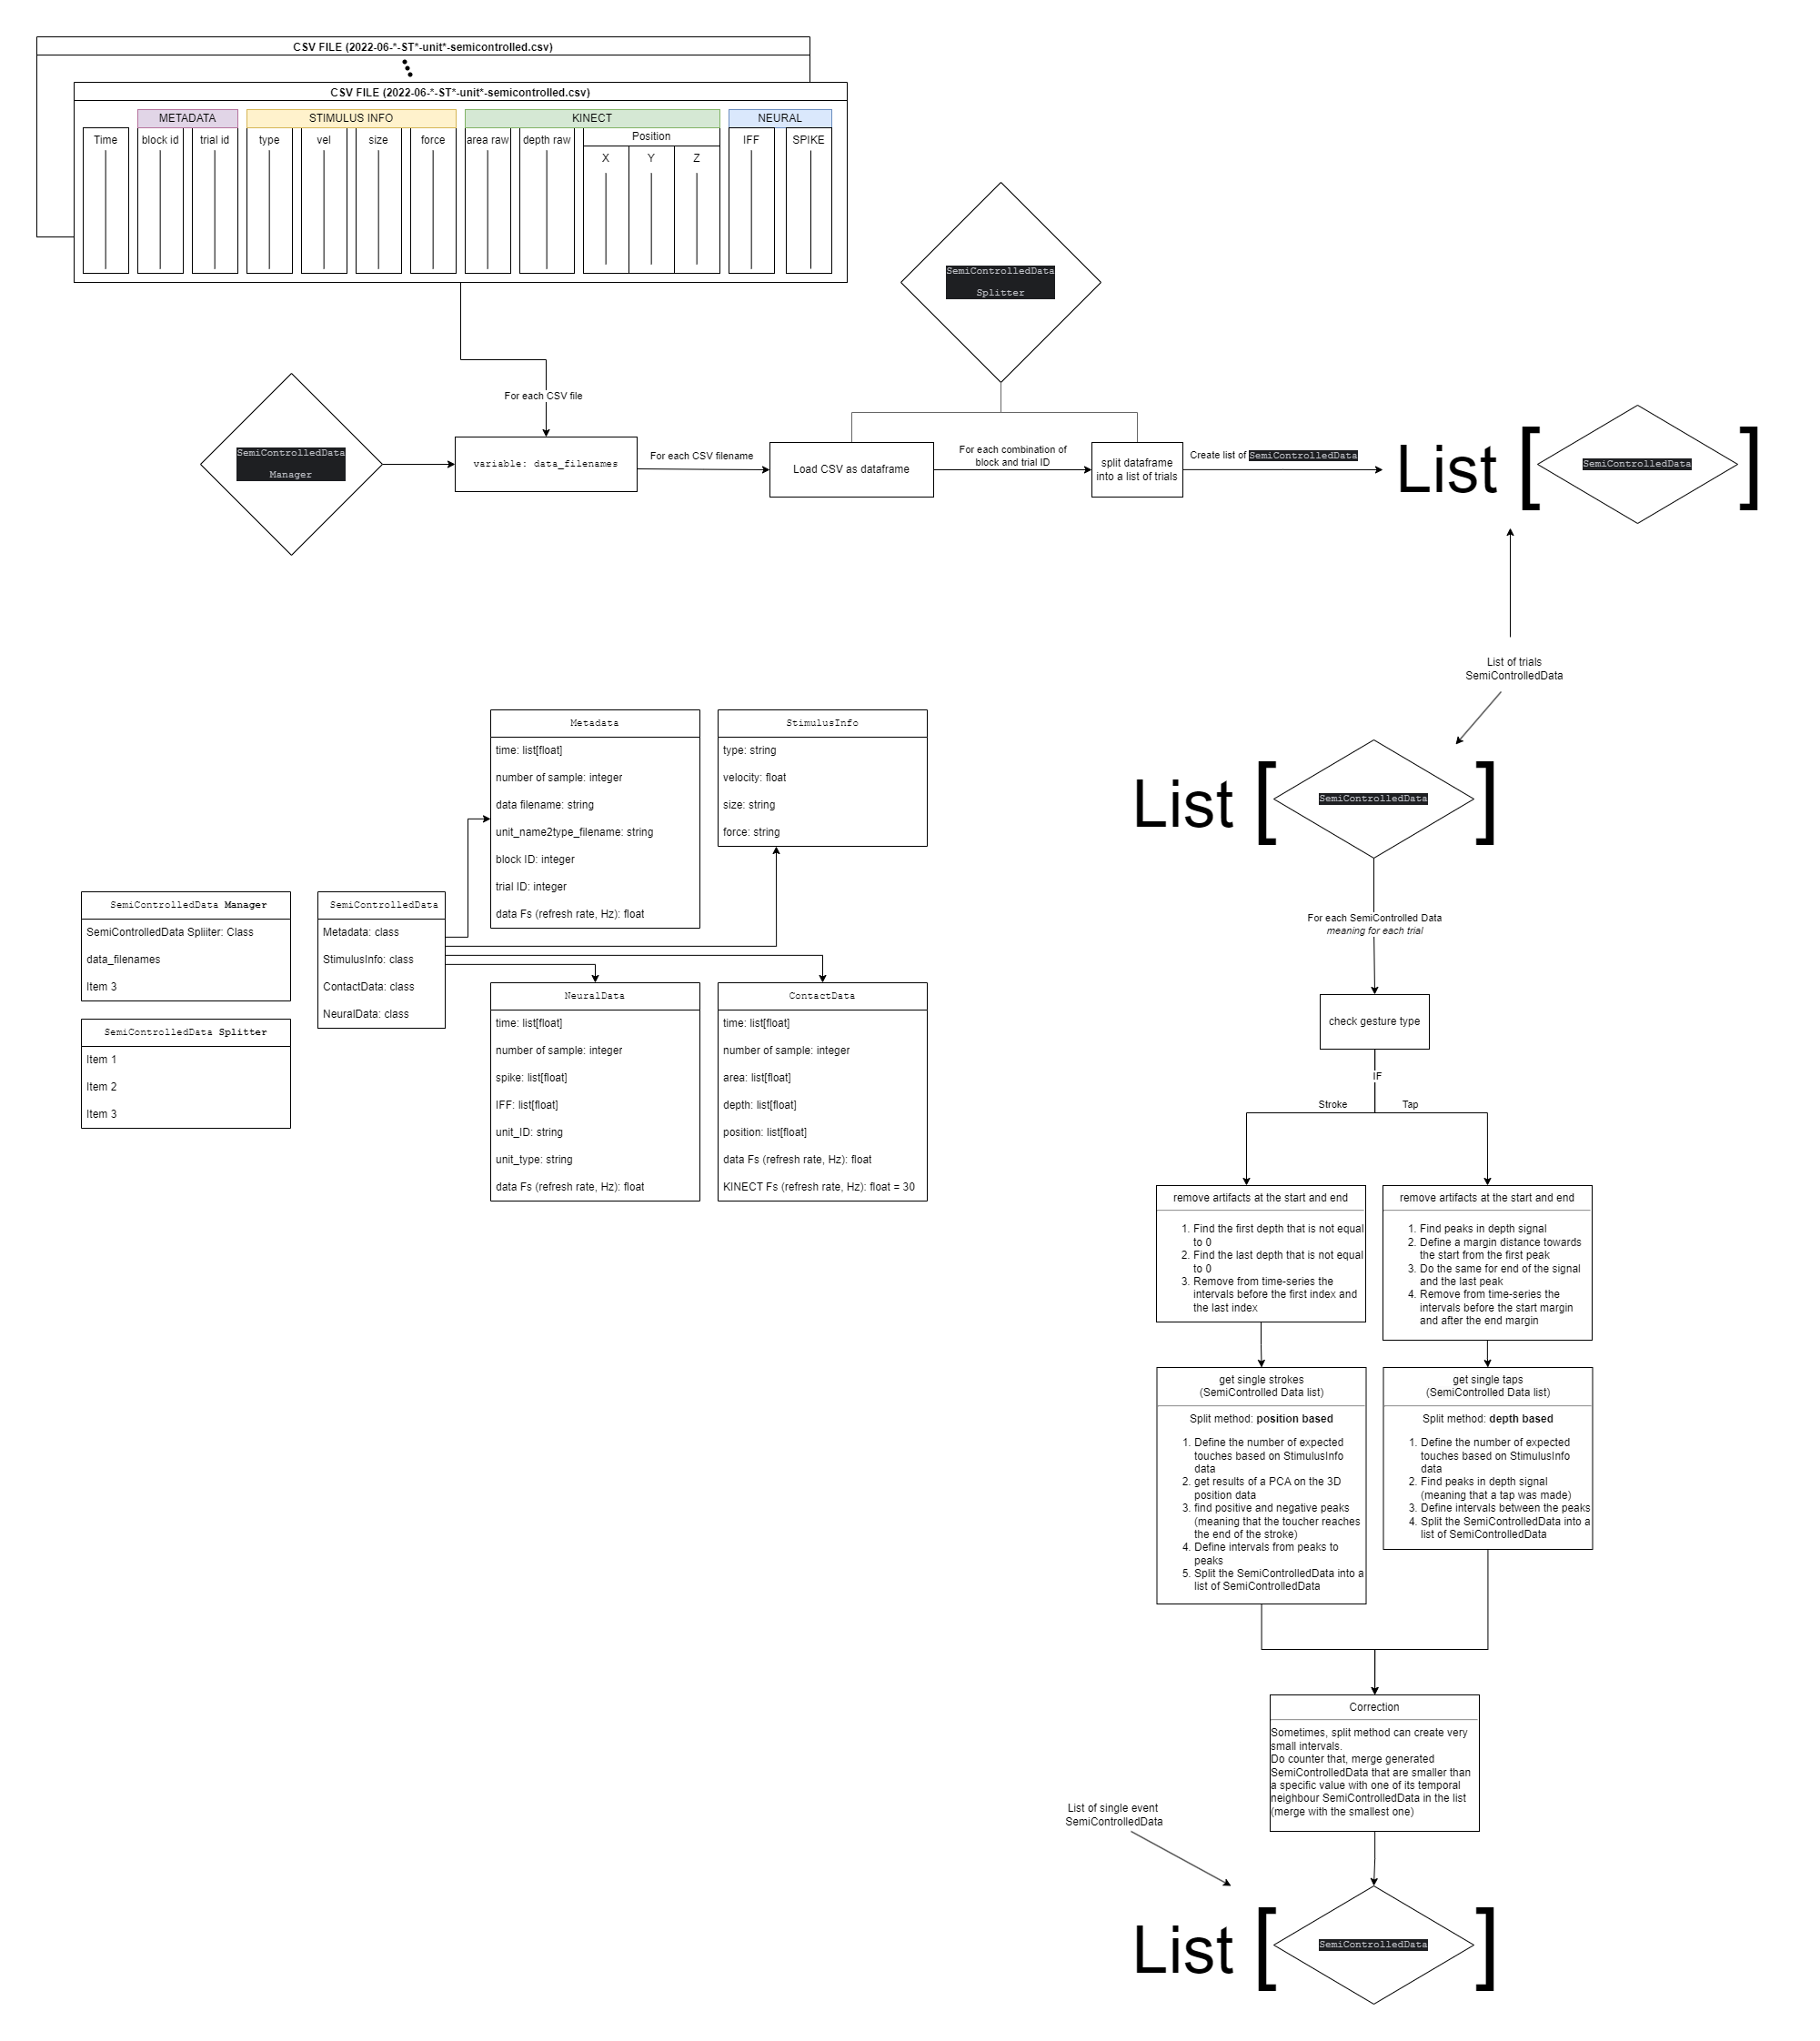 CSV FILE (2022-06-*-ST*-unit*-semicontrolled.csv)
CSV FILE (2022-06-*-ST*-unit*-semicontrolled.csv)
METADATA
STIMULUS INFO
KINECT
NEURAL
Time
block id
trial id
type
vel
size
force
area raw
depth raw
Position
X
Y
Z
IFF
SPIKE
SemiControlledData
Splitter
For each CSV file
SemiControlledData
Manager
variable: data_filenames
For each CSV filename
Load CSV as dataframe
For each combination of
block and trial ID
split dataframe
into a list of trials
Create list of SemiControlledData
List [
SemiControlledData
]
List of trials
SemiControlledData
List [
SemiControlledData
]
Metadata
time: list[float]
number of sample: integer
data filename: string
unit_name2type_filename: string
block ID: integer
trial ID: integer
data Fs (refresh rate, Hz): float
StimulusInfo
type: string
velocity: float
size: string
force: string
SemiControlledData Manager
SemiControlledData Spliiter: Class
data_filenames
Item 3
SemiControlledData
Metadata: class
StimulusInfo: class
ContactData: class
NeuralData: class
SemiControlledData Splitter
Item 1
Item 2
Item 3
NeuralData
time: list[float]
number of sample: integer
spike: list[float]
IFF: list[float]
unit_ID: string
unit_type: string
data Fs (refresh rate, Hz): float
ContactData
time: list[float]
number of sample: integer
area: list[float]
depth: list[float]
position: list[float]
data Fs (refresh rate, Hz): float
KINECT Fs (refresh rate, Hz): float = 30
For each SemiControlled Data
meaning for each trial
check gesture type
IF
Stroke
Tap
remove artifacts at the start and end
1. Find the first depth that is not equal
to 0
2. Find the last depth that is not equal
to 0
3. Remove from time-series the
intervals before the first index and
the last index
remove artifacts at the start and end
1. Find peaks in depth signal
2. Define a margin distance towards
the start from the first peak
3. Do the same for end of the signal
and the last peak
4. Remove from time-series the
intervals before the start margin
and after the end margin
get single strokes
(SemiControlled Data list)
Split method: position based
1. Define the number of expected
touches based on StimulusInfo
data
2. get results of a PCA on the 3D
position data
3. find positive and negative peaks
(meaning that the toucher reaches
the end of the stroke)
4. Define intervals from peaks to
peaks
5. Split the SemiControlledData into a
list of SemiControlledData
get single taps
(SemiControlled Data list)
Split method: depth based
1. Define the number of expected
touches based on StimulusInfo
data
2. Find peaks in depth signal
(meaning that a tap was made)
3. Define intervals between the peaks
4. Split the SemiControlledData into a
list of SemiControlledData
Correction
Sometimes, split method can create very
small intervals.
Do counter that, merge generated
SemiControlledData that are smaller than
a specific value with one of its temporal
neighbour SemiControlledData in the list
(merge with the smallest one)
List of single event
SemiControlledData
List [
SemiControlledData
]